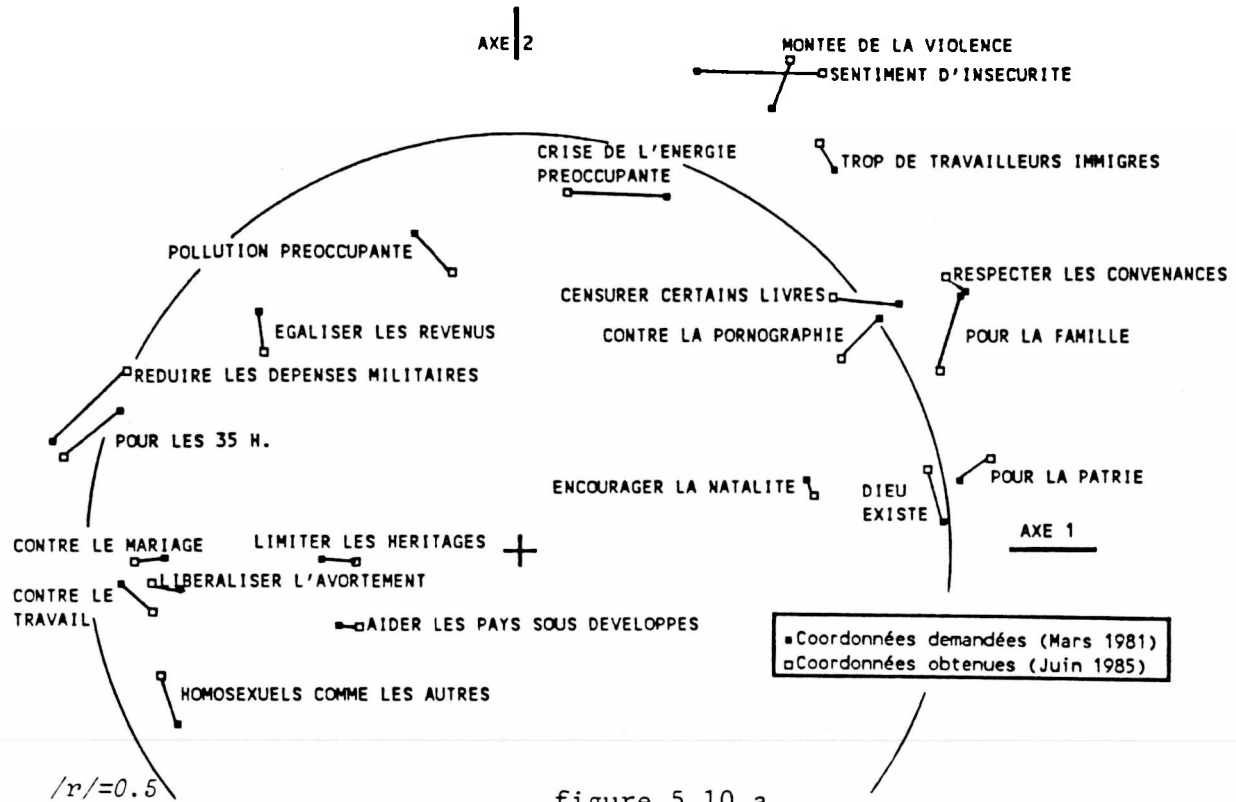 AXE 2
MONTEE DE LA VIOLENCE
SENTIMENT D'INSECURITE
CRISE DE L'ENERGIE
PREOCCUPANTE
TROP DE TRAVAILLEURS IMMIGRES
POLLUTION PREOCCUPANTE
RESPECTER LES CONVENANCES
CENSURER CERTAINS LIVRES
EGALISER LES REVENUS
CONTRE LA PORNOGRAPHIE
POUR LA FAMILLE
REDUIRE LES DEPENSES MILITAIRES
POUR LES 35 H.
ENCOURAGER LA NATALITE
DIEU
EXISTE
POUR LA PATRIE
AXE 1
CONTRE LE MARIAGE
LIMITER LES HERITAGES
LIBERALISER L'AVORTEMENT
CONTRE LE
TRAVAIL
AIDER LES PAYS SOUS DEVELOPPES
Coordonnées demandées (Mars 1981)
Coordonnées obtenues (Juin 1985)
HOMOSEXUELS COMME LES AUTRES
/r/=0.5
figure 5.10 a